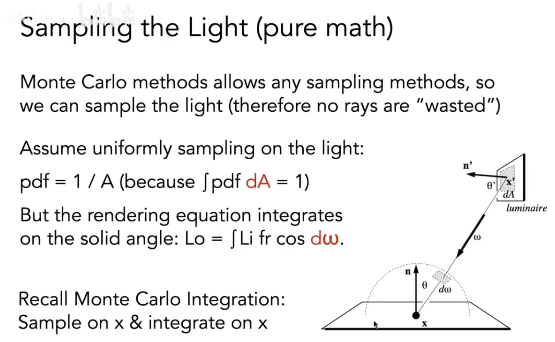 Sampling the Light (pure math)
Monte Carlo methods allows any sampling methods, so
we can sample the light (therefore no rays are “wasted”)
Assume uniformly sampling on the light:
pdf = 1 / A (because ∫pdf dA = 1)
But the rendering equation integrates
on the solid angle: Lo = ∫Li fr cos dω.
Recall Monte Carlo Integration:
Sample on x & integrate on x
n'
θ'
x'
dA
luminaire
ω
n
θ
dω
x